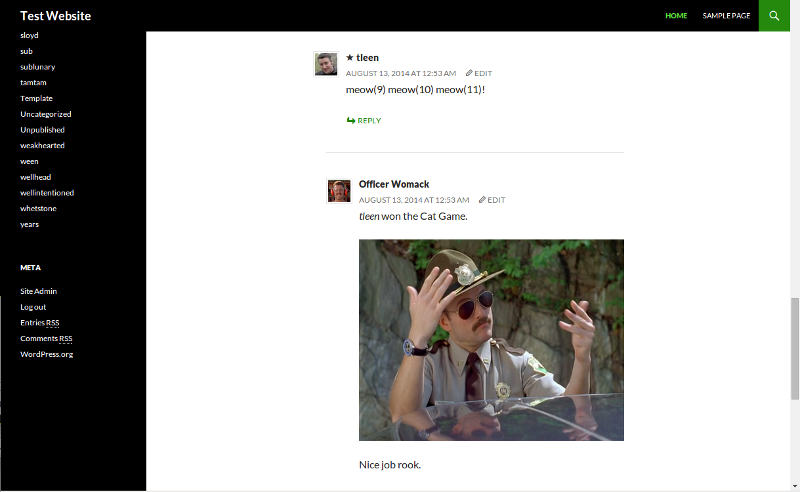 Test Website
HOME
SAMPLE PAGE
sloyd
sub
sublunary
tamtam
Template
Uncategorized
Unpublished
weakhearted
ween
wellhead
wellintentioned
whetstone
years
META
Site Admin
Log out
Entries RSS
Comments RSS
WordPress.org
★ tleen
AUGUST 13, 2014 AT 12:53 AM EDIT
meow(9) meow(10) meow(11)!
REPLY
Officer Womack
AUGUST 13, 2014 AT 12:53 AM EDIT
tleen won the Cat Game.
Nice job rook.